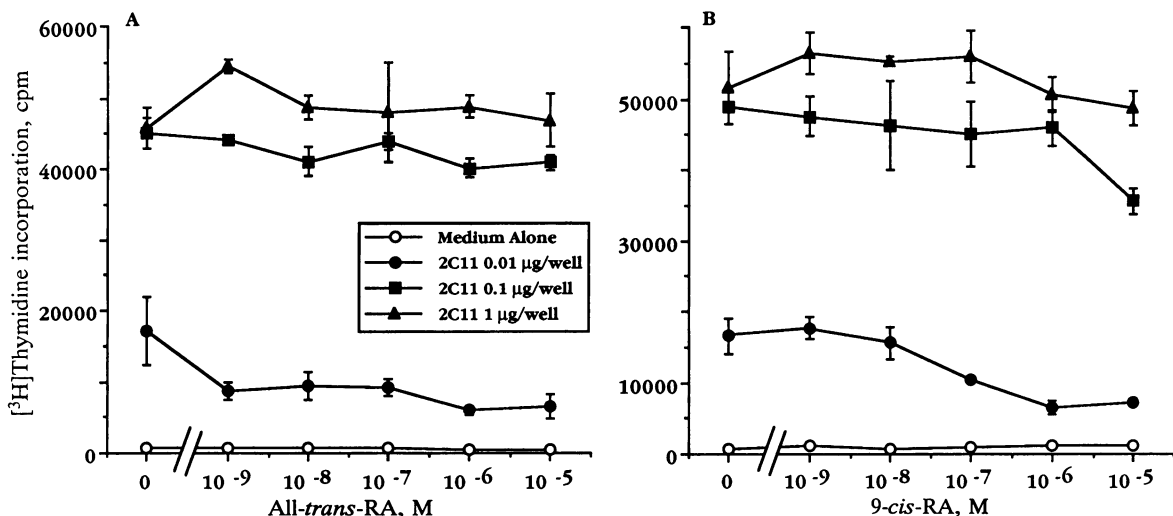 A
B
[³H]Thymidine incorporation, cpm
60000
40000
20000
0
50000
30000
10000
0
Medium Alone
2C11 0.01 µg/well
2C11 0.1 µg/well
2C11 1 µg/well
0 10⁻⁹ 10⁻⁸ 10⁻⁷ 10⁻⁶ 10⁻⁵
0 10⁻⁹ 10⁻⁸ 10⁻⁷ 10⁻⁶ 10⁻⁵
All-trans-RA, M
9-cis-RA, M